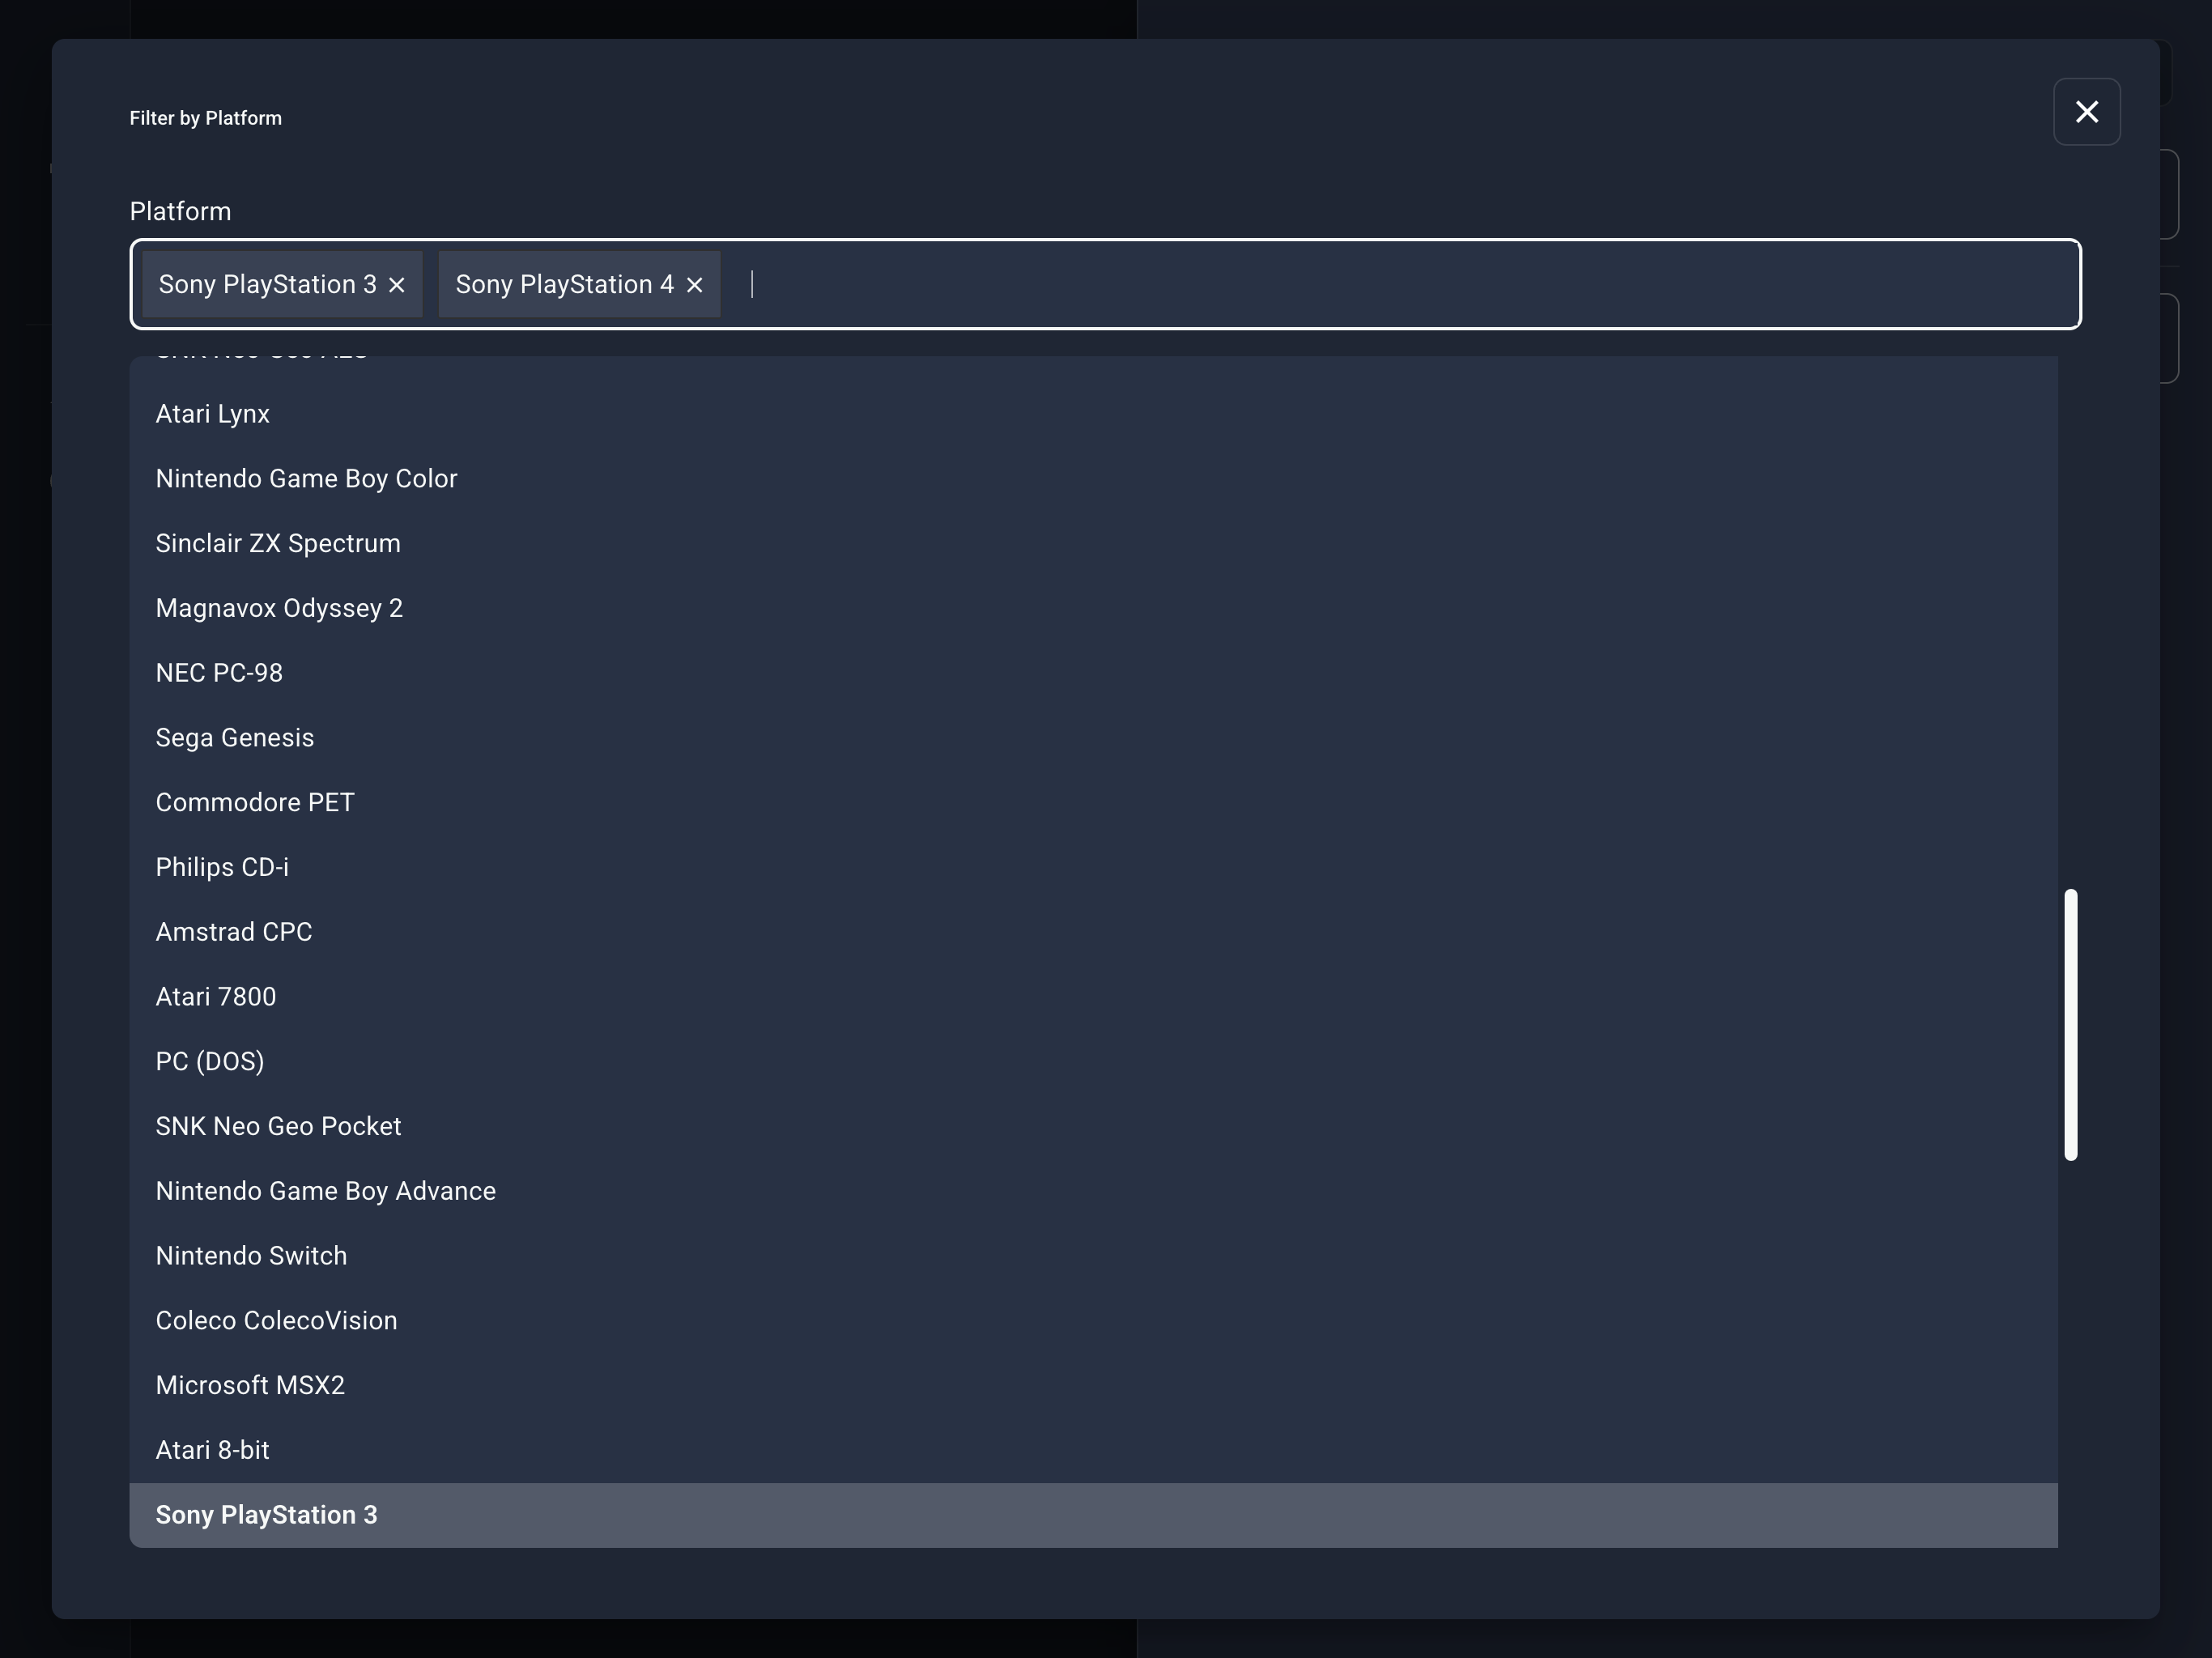 Filter by Platform
Platform
Sony PlayStation 3 Sony PlayStation 4
Atari Lynx
Nintendo Game Boy Color
Sinclair ZX Spectrum
Magnavox Odyssey 2
NEC PC-98
Sega Genesis
Commodore PET
Philips CD-i
Amstrad CPC
Atari 7800
PC (DOS)
SNK Neo Geo Pocket
Nintendo Game Boy Advance
Nintendo Switch
Coleco ColecoVision
Microsoft MSX2
Atari 8-bit
Sony PlayStation 3